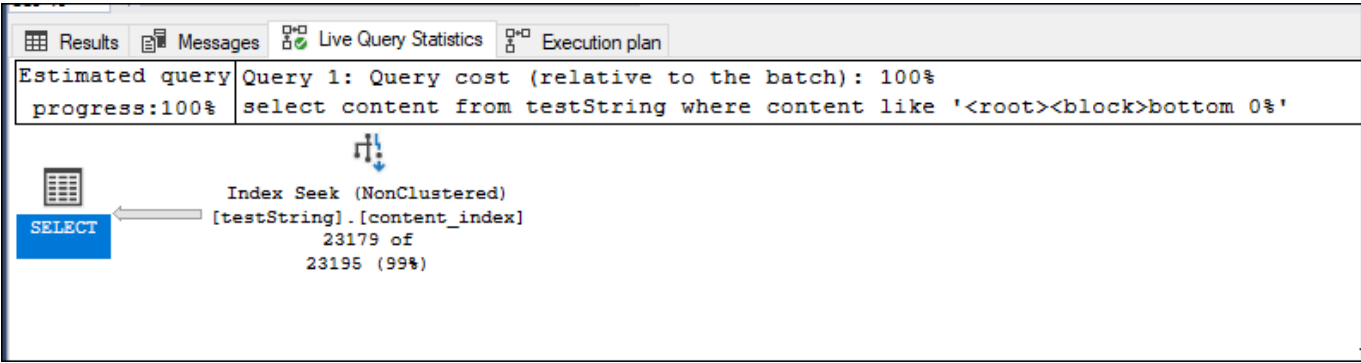 Results Messages Live Query Statistics Execution plan
Estimated query
progress:100%
Query 1: Query cost (relative to the batch): 100%
select content from testString where content like '<root><block>bottom 0%'
Index Seek (NonClustered)
[testString].[content_index]
23179 of
23195 (99%)
SELECT